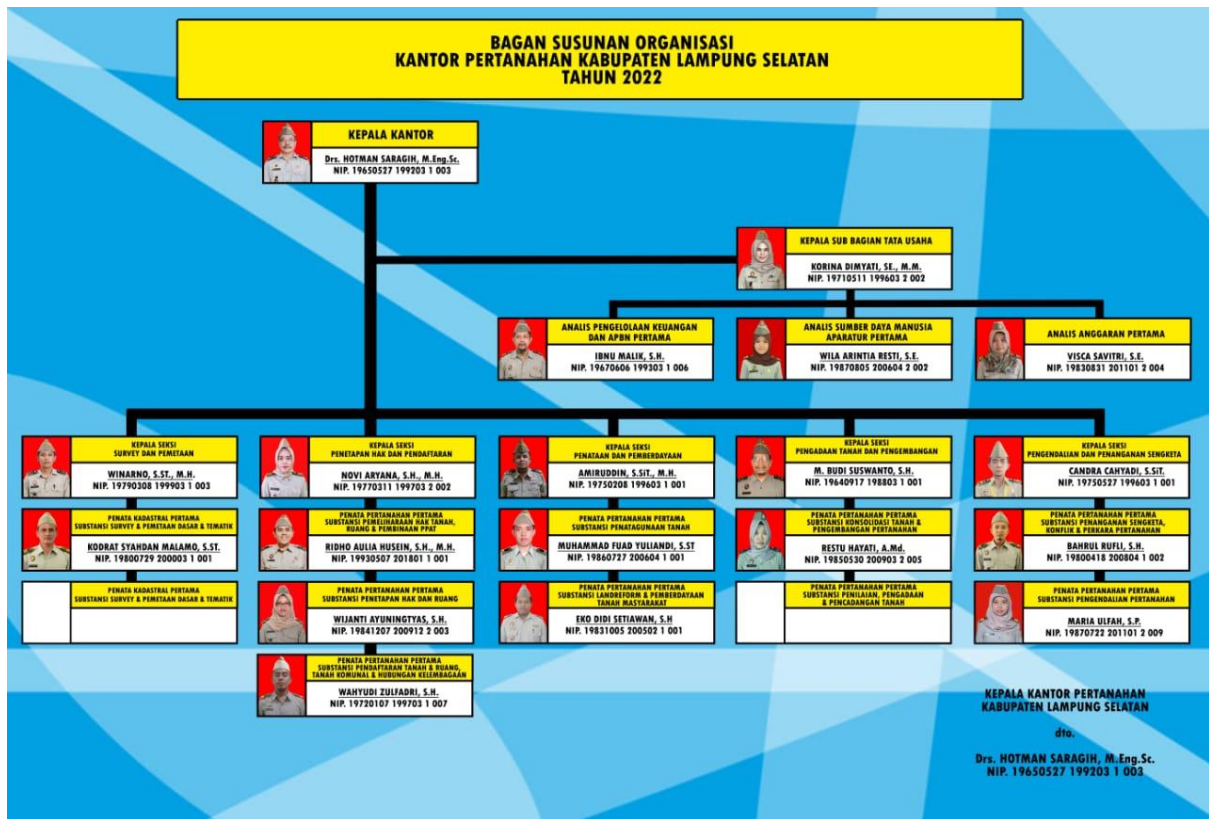 BAGAN SUSUNAN ORGANISASI
KANTOR PERTANAHAN KABUPATEN LAMPUNG SELATAN
TAHUN 2022
KEPALA KANTOR
Drs. HOTMAN SARAGIH, M.Eng.Sc.
NIP. 19650527 199203 1 003
KEPALA SUB BAGIAN TATA USAHA
KORINA DIMYATI, SE., M.M.
NIP. 19710511 199603 2 002
ANALIS PENGELOLAAN KEUANGAN
DAN APBN PERTAMA
IBNU MALIK, S.H.
NIP. 19670606 199303 1 006
ANALIS SUMBER DAYA MANUSIA
APARATUR PERTAMA
WILA ARINTIA RESTI, S.E.
NIP. 19870805 200604 2 002
ANALIS ANGGARAN PERTAMA
VISCA SAVITRI, S.E.
NIP. 19830831 201101 2 004
KEPALA SEKSI
SURVEY DAN PEMETAAN
WINARNO, S.ST., M.H.
NIP. 19790308 199903 1 003
KEPALA SEKSI
PENETAPAN HAK DAN PENDAFTARAN
NOVI ARYANA, S.H., M.H.
NIP. 19770311 199703 2 002
KEPALA SEKSI
PENATAAN DAN PEMBERDAYAAN
AMIRUDDIN, S.SiT., M.H.
NIP. 19750208 199603 1 001
KEPALA SEKSI
PENGADAAN TANAH DAN PENGEMBANGAN
M. BUDI SUSWANTO, S.H.
NIP. 19640917 198803 1 001
KEPALA SEKSI
PENGENDALIAN DAN PENANGANAN SENGKETA
CANDRA CAHYADI, S.SiT.
NIP. 19750527 199603 1 001
PENATA KADASTRAL PERTAMA
SUBSTANSI SURVEY & PEMETAAN DASAR & TEMATIK
KODRAT SYAHDAN MALAMO, S.ST.
NIP. 19800729 200003 1 001
PENATA PERTANAHAN PERTAMA
SUBSTANSI PEMELIHARAAN HAK TANAH,
RUANG & PEMBINAAN PPAT
RIDHO AULIA HUSEIN, S.H., M.H.
NIP. 19930507 201801 1 001
PENATA PERTANAHAN PERTAMA
SUBSTANSI PENATAGUNAAN TANAH
MUHAMMAD FUAD YULIANDI, S.ST
NIP. 19860727 200604 1 001
PENATA PERTANAHAN PERTAMA
SUBSTANSI KONSOLIDASI TANAH &
PENGEMBANGAN PERTANAHAN
RESTU HAYATI, A.Md.
NIP. 19850530 200903 2 005
PENATA PERTANAHAN PERTAMA
SUBSTANSI PENANGANAN SENGKETA,
KONFLIK & PERKARA PERTANAHAN
BAHRUL RUFLI, S.H.
NIP. 19800418 200804 1 002
PENATA KADASTRAL PERTAMA
SUBSTANSI SURVEY & PEMETAAN DASAR & TEMATIK
PENATA PERTANAHAN PERTAMA
SUBSTANSI PENETAPAN HAK DAN RUANG
WIJANTI AYUNINGTYAS, S.H.
NIP. 19841207 200912 2 003
PENATA PERTANAHAN PERTAMA
SUBSTANSI LANDREFORM & PEMBERDAYAAN
TANAH MASYARAKAT
EKO DIDI SETIAWAN, S.H
NIP. 19831005 200502 1 001
PENATA PERTANAHAN PERTAMA
SUBSTANSI PENILAIAN, PENGADAAN
& PENCADANGAN TANAH
PENATA PERTANAHAN PERTAMA
SUBSTANSI PENGENDALIAN PERTANAHAN
MARIA ULFAH, S.P.
NIP. 19870722 201101 2 009
PENATA PERTANAHAN PERTAMA
SUBSTANSI PENDAFTARAN TANAH & RUANG,
TANAH KOMUNAL & HUBUNGAN KELEMBAGAAN
WAHYUDI ZULFADRI, S.H.
NIP. 19720107 199703 1 007
KEPALA KANTOR PERTANAHAN
KABUPATEN LAMPUNG SELATAN
dto.
Drs. HOTMAN SARAGIH, M.Eng.Sc.
NIP. 19650527 199203 1 003